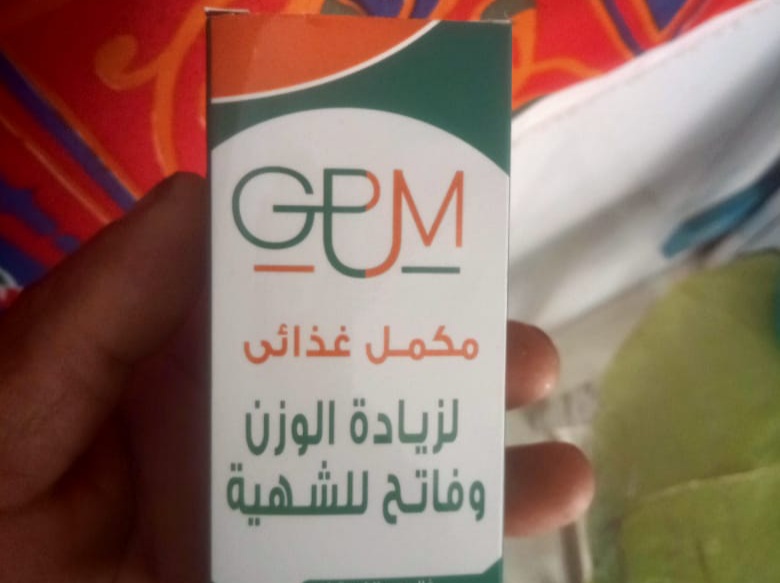 GPM
مكمل غذائى
لزيادة الوزن
وفاتح للشهية